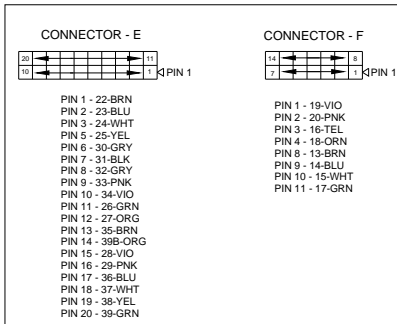 CONNECTOR - E
20 11
10 1 PIN 1
PIN 1 - 22-BRN
PIN 2 - 23-BLU
PIN 3 - 24-WHT
PIN 5 - 25-YEL
PIN 6 - 30-GRY
PIN 7 - 31-BLK
PIN 8 - 32-GRY
PIN 9 - 33-PNK
PIN 10 - 34-VIO
PIN 11 - 26-GRN
PIN 12 - 27-ORG
PIN 13 - 35-BRN
PIN 14 - 39B-ORG
PIN 15 - 28-VIO
PIN 16 - 29-PNK
PIN 17 - 36-BLU
PIN 18 - 37-WHT
PIN 19 - 38-YEL
PIN 20 - 39-GRN
CONNECTOR - F
14 8
7 1 PIN 1
PIN 1 - 19-VIO
PIN 2 - 20-PNK
PIN 3 - 16-TEL
PIN 4 - 18-ORN
PIN 8 - 13-BRN
PIN 9 - 14-BLU
PIN 10 - 15-WHT
PIN 11 - 17-GRN